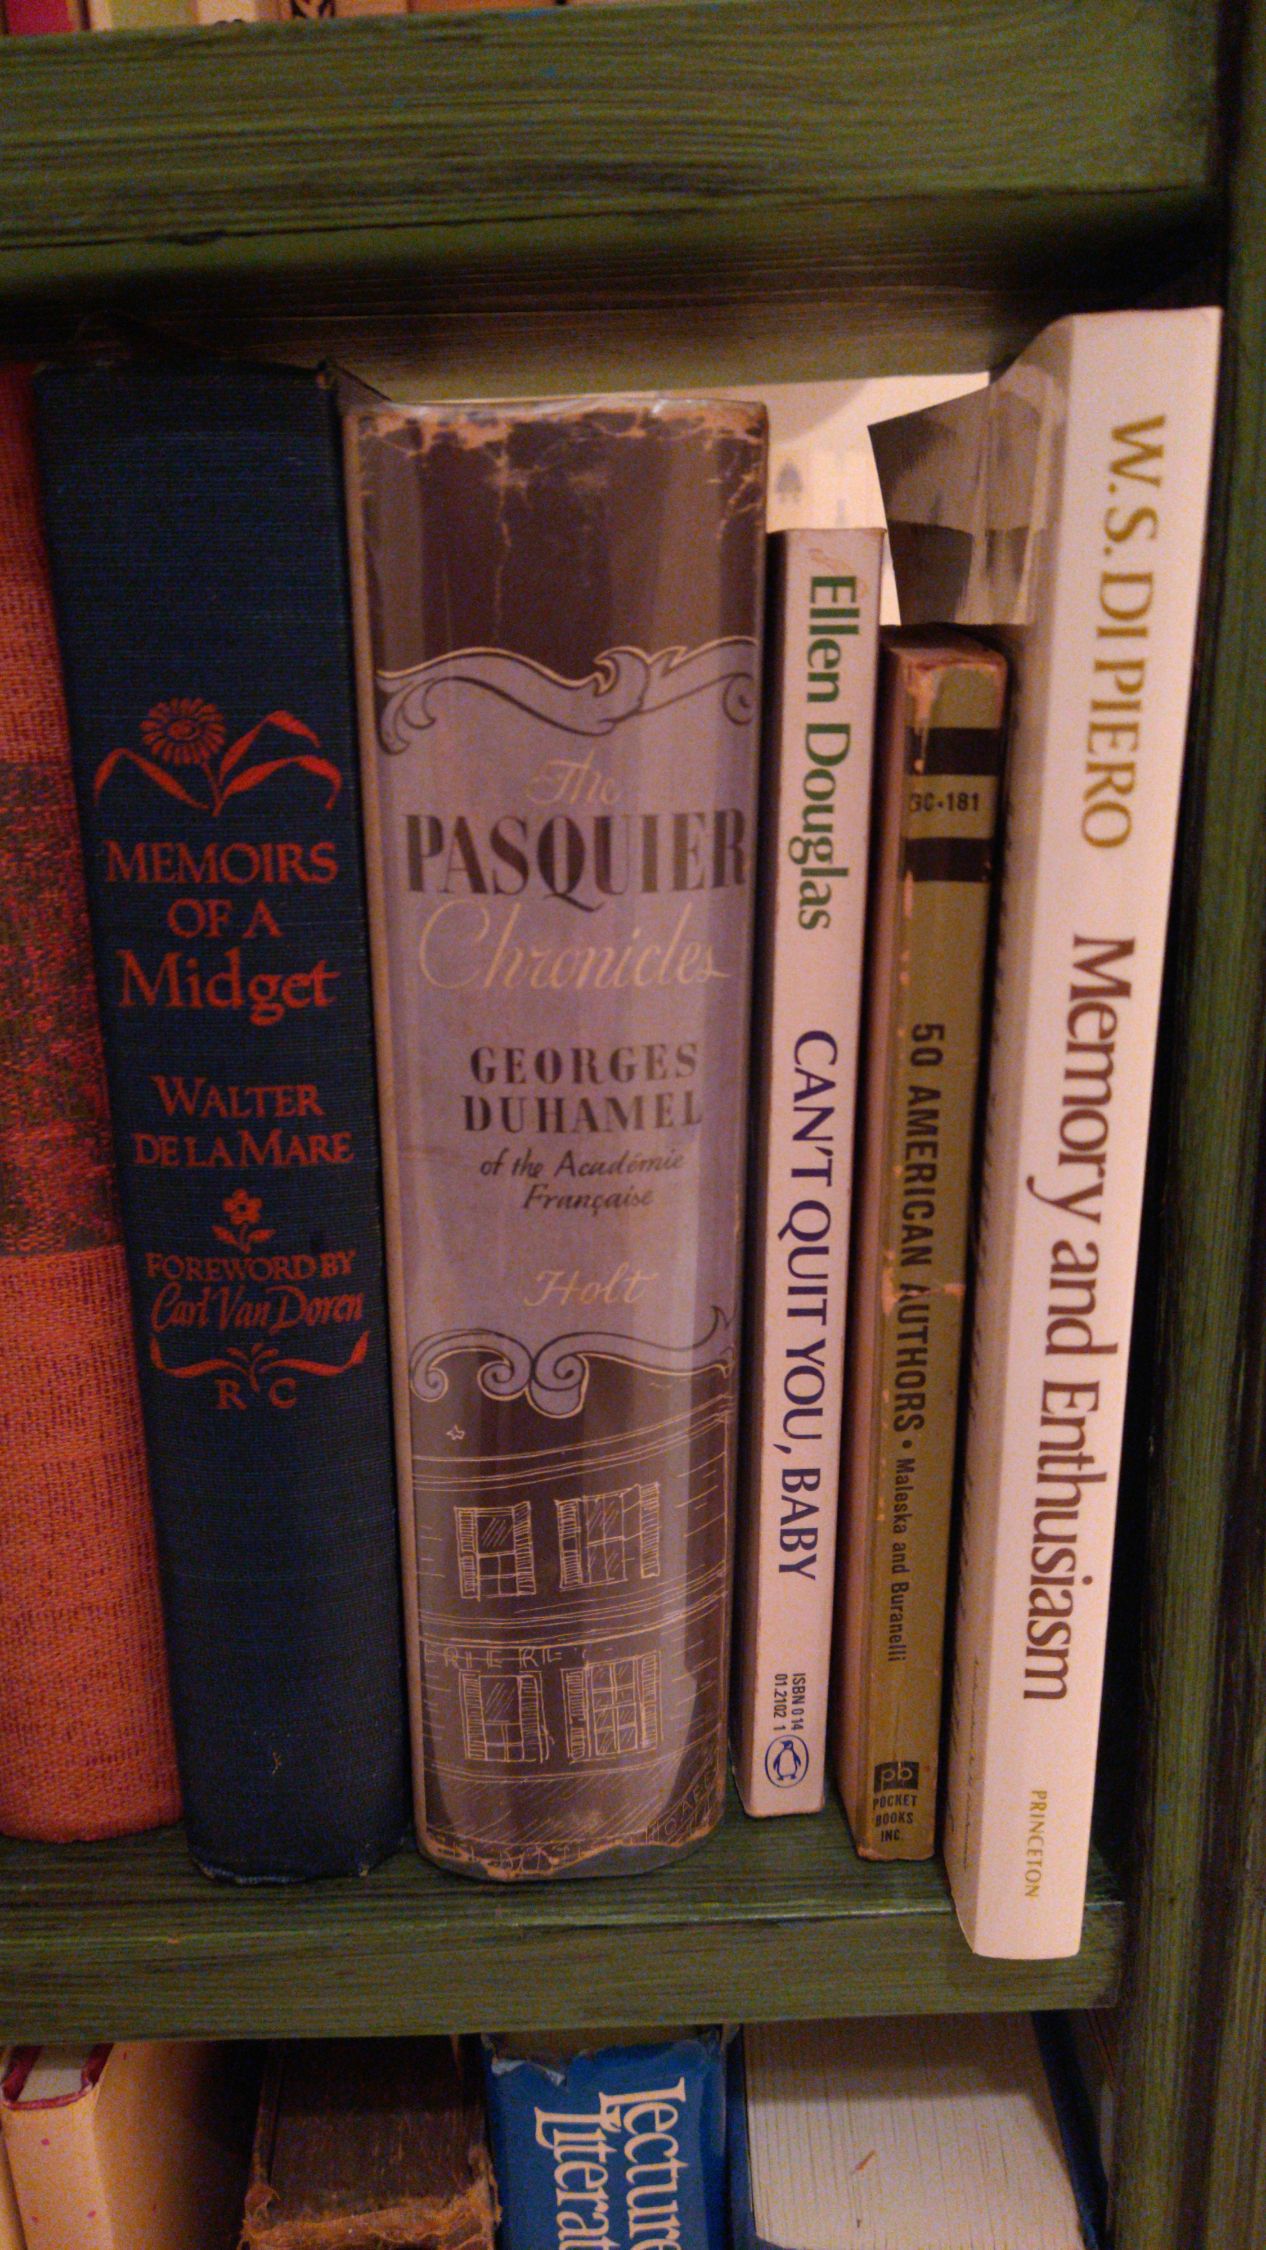 MEMOIRS
OF A
Midget
WALTER
DE LA MARE
FOREWORD BY
Carl Van Doren
R C
The
PASQUIER
Chronicles
GEORGES
DUHAMEL
of the Académie
Française
Holt
Ellen Douglas
CAN'T QUIT YOU, BABY
ISBN 0 14
01.2102 1
GC•181
50 AMERICAN AUTHORS • Maleska and Buranelli
pb
POCKET
BOOKS
INC.
W.S. DI PIERO
Memory and Enthusiasm
PRINCETON